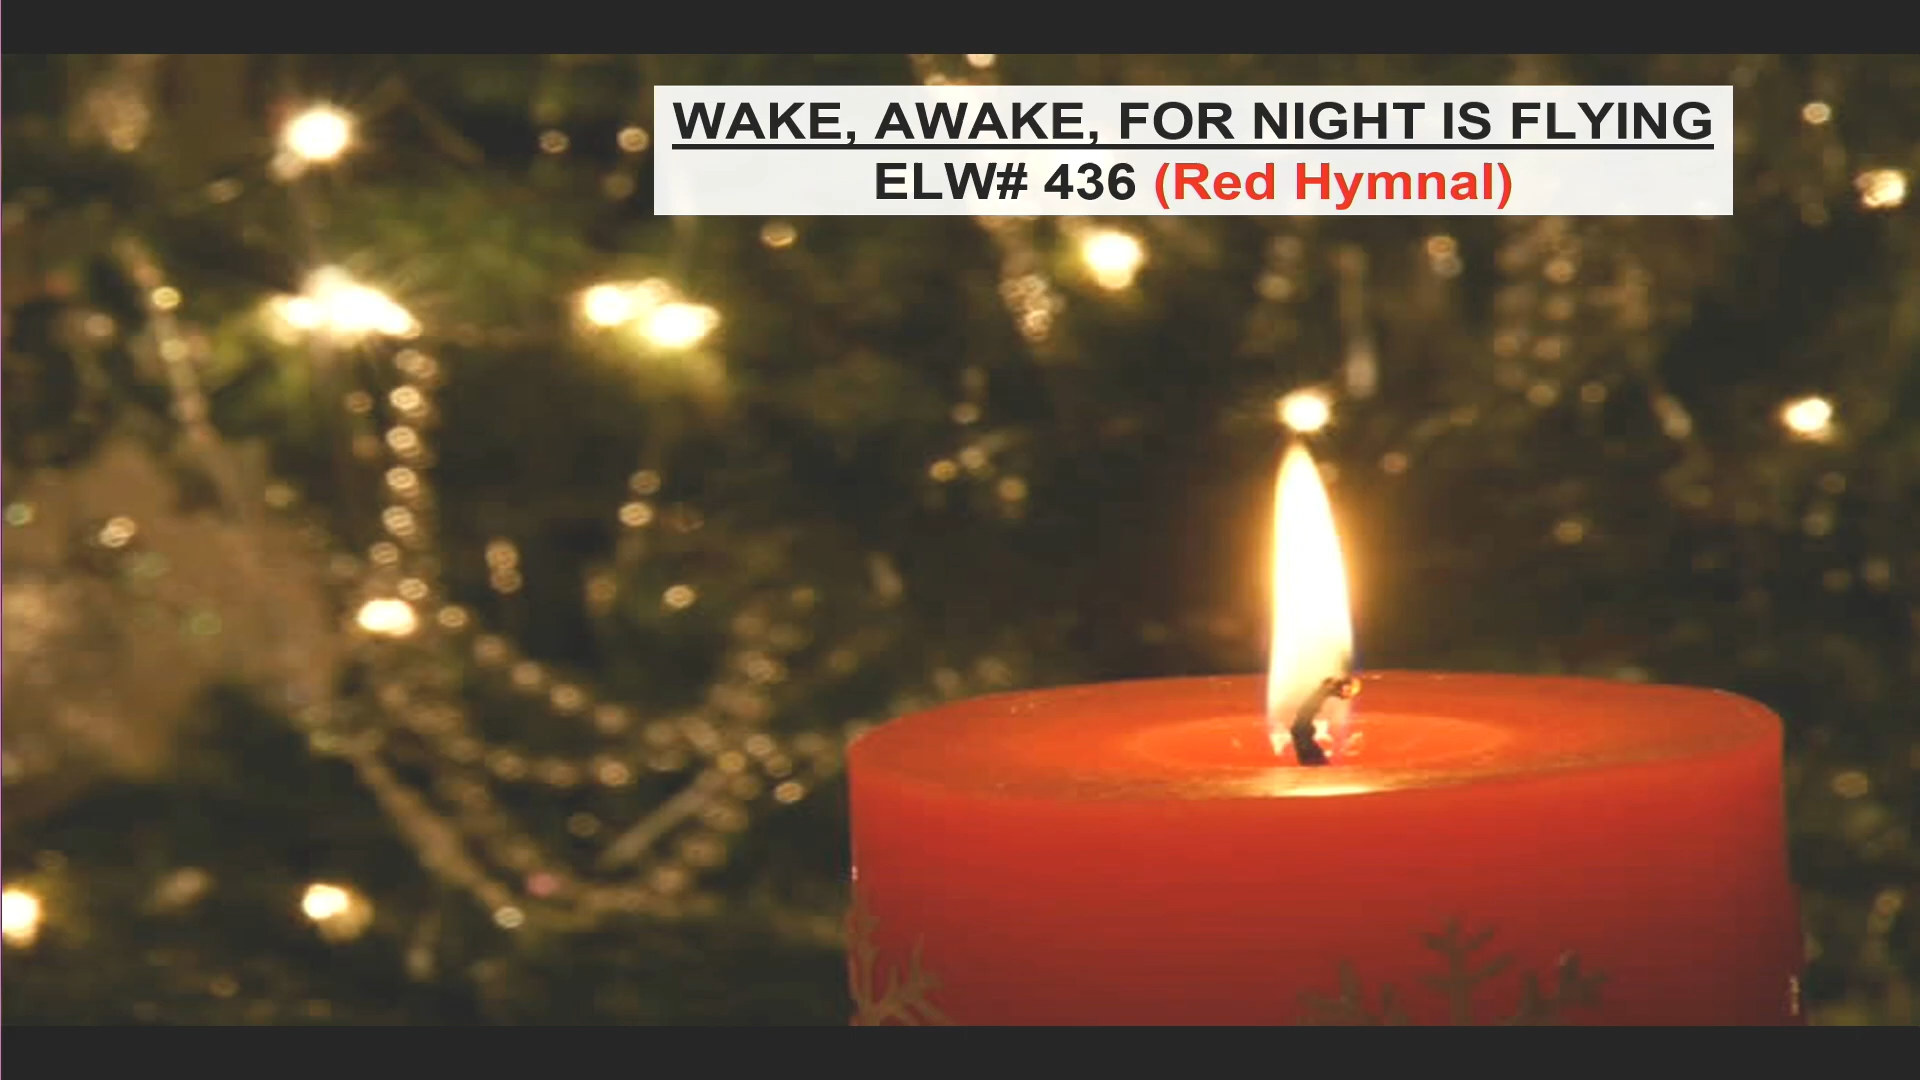 WAKE, AWAKE, FOR NIGHT IS FLYING
ELW# 436 (Red Hymnal)